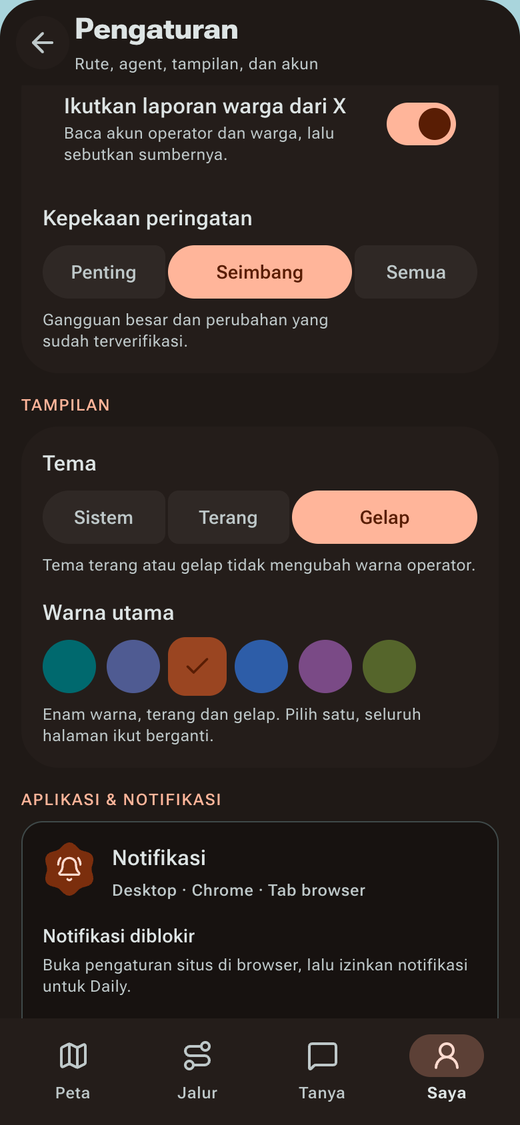 Pengaturan
Rute, agent, tampilan, dan akun
Ikutkan laporan warga dari X
Baca akun operator dan warga, lalu
sebutkan sumbernya.
Kepekaan peringatan
Penting
Seimbang
Semua
Gangguan besar dan perubahan yang
sudah terverifikasi.
TAMPILAN
Tema
Sistem
Terang
Gelap
Tema terang atau gelap tidak mengubah warna operator.
Warna utama
Enam warna, terang dan gelap. Pilih satu, seluruh
halaman ikut berganti.
APLIKASI & NOTIFIKASI
Notifikasi
Desktop · Chrome · Tab browser
Notifikasi diblokir
Buka pengaturan situs di browser, lalu izinkan notifikasi
untuk Daily.
Peta
Jalur
Tanya
Saya